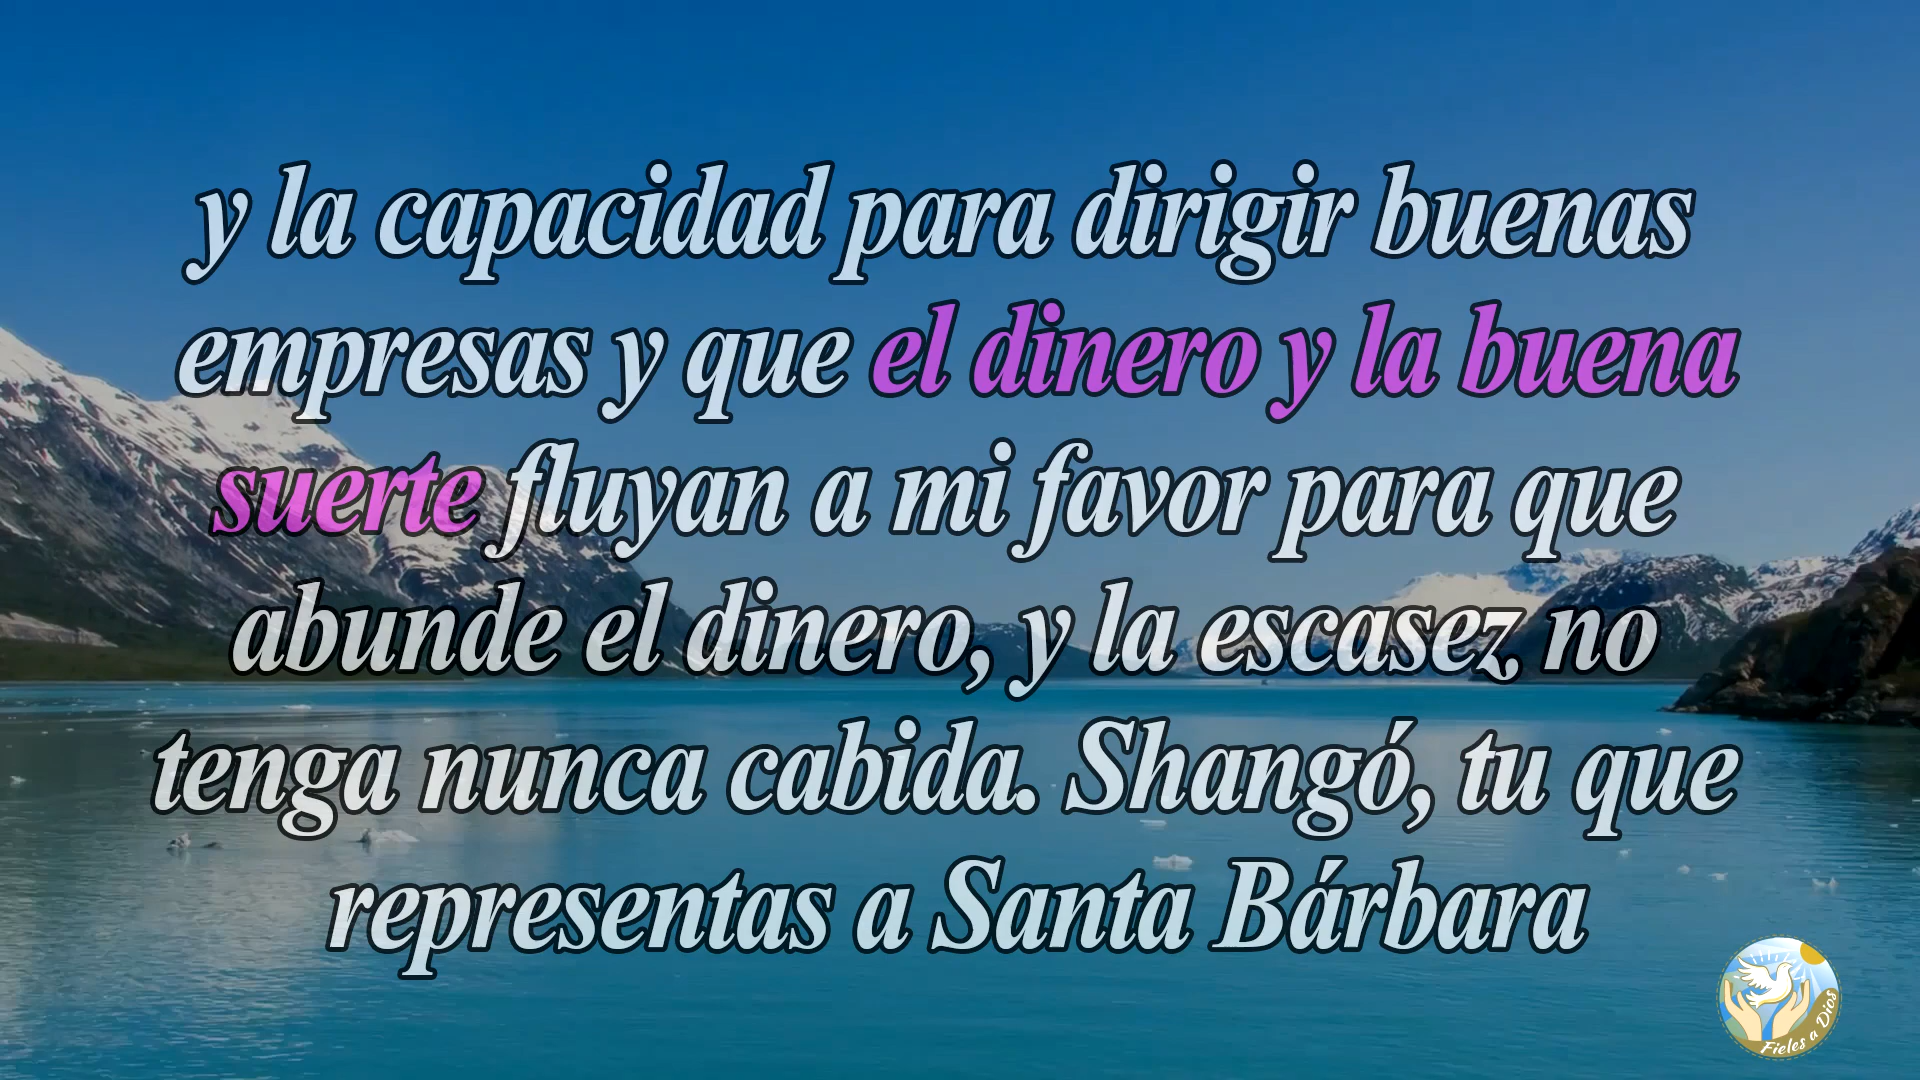 y la capacidad para dirigir buenas
empresas y que el dinero y la buena
suerte fluyan a mi favor para que
abunde el dinero, y la escasez no
tenga nunca cabida. Shangó, tu que
representas a Santa Bárbara
Fieles a Dios